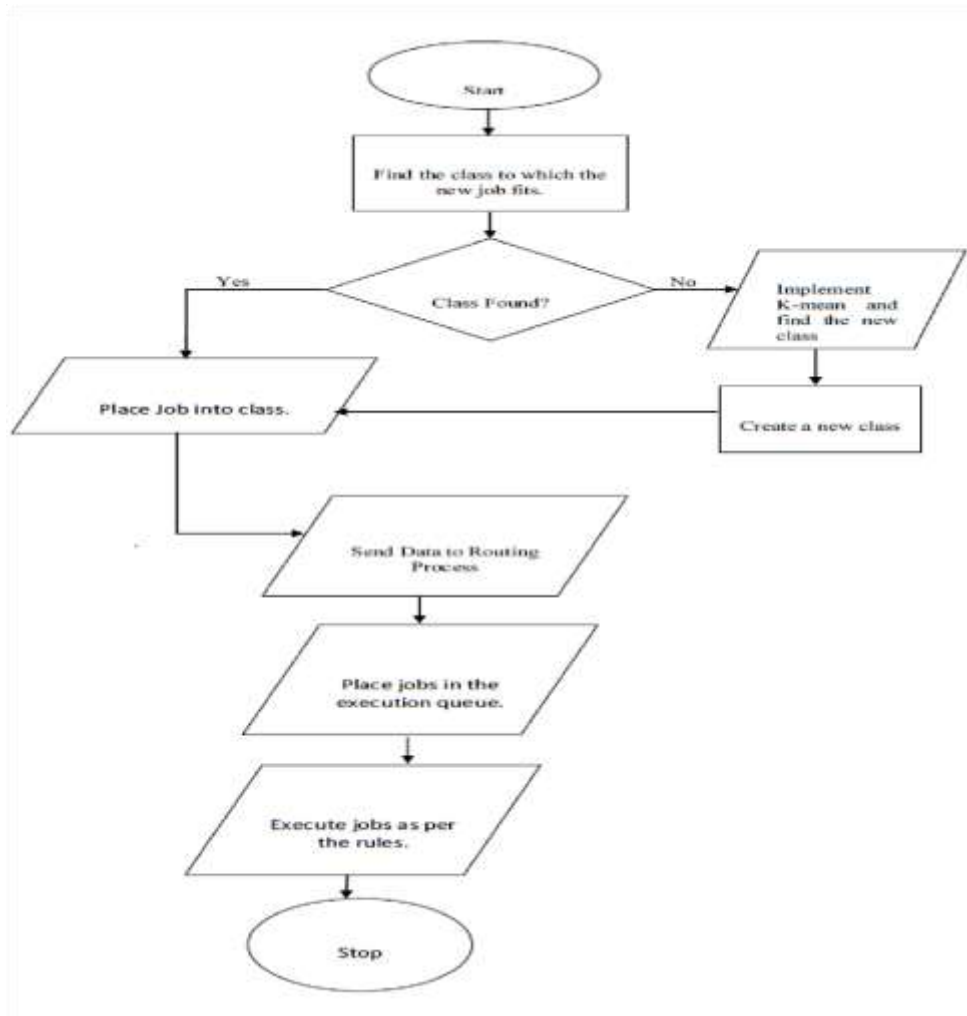 Start
Find the class to which the
new job fits.
Yes
No
Class Found?
Implement
K-mean and
find the new
class
Place Job into class.
Create a new class
Send Data to Routing
Process
Place jobs in the
execution queue.
Execute jobs as per
the rules.
Stop